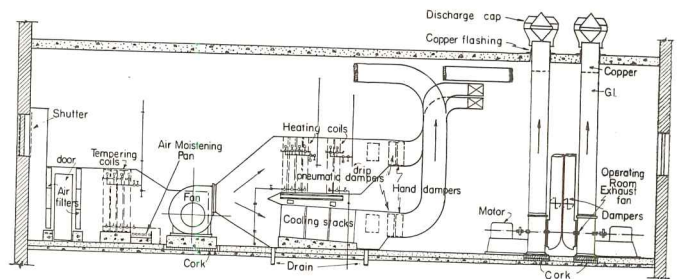 Discharge cap
Copper flashing
Copper
G.I.
Shutter
door
Air
filters
Tempering
coils
Air Moistening
Pan
Fan
Heating coils
drip
pneumatic dampers
Hand dampers
Cooling stacks
Operating
Room
Exhaust
fan
Dampers
Motor
Cork
Drain
Cork